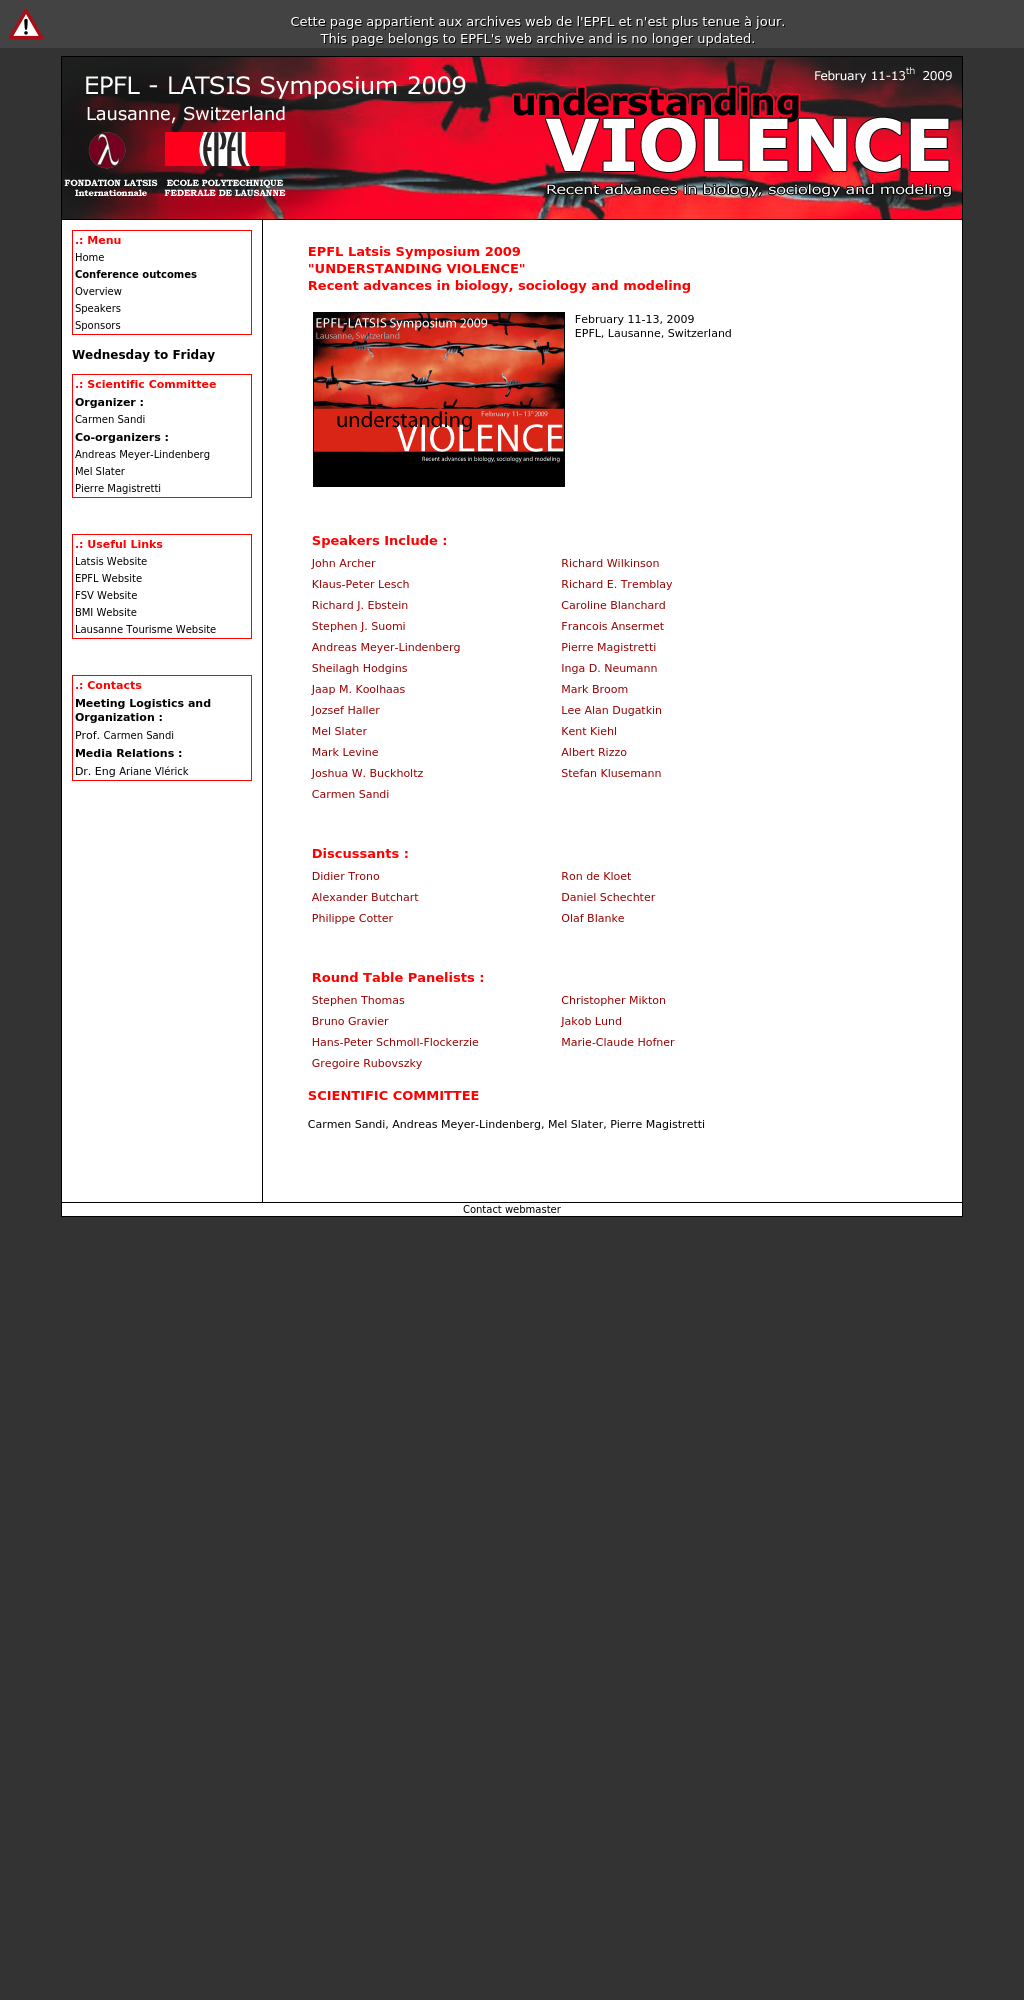 Cette page appartient aux archives web de l'EPFL et n'est plus tenue à jour.
This page belongs to EPFL's web archive and is no longer updated.
EPFL - LATSIS Symposium 2009
Lausanne, Switzerland
λ
EPFL
FONDATION LATSIS
Internationnale
ECOLE POLYTECHNIQUE
FEDERALE DE LAUSANNE
February 11-13th 2009
understanding
VIOLENCE
Recent advances in biology, sociology and modeling
.: Menu
Home
Conference outcomes
Overview
Speakers
Sponsors
Wednesday to Friday
.: Scientific Committee
Organizer :
Carmen Sandi
Co-organizers :
Andreas Meyer-Lindenberg
Mel Slater
Pierre Magistretti
.: Useful Links
Latsis Website
EPFL Website
FSV Website
BMI Website
Lausanne Tourisme Website
.: Contacts
Meeting Logistics and
Organization :
Prof. Carmen Sandi
Media Relations :
Dr. Eng Ariane Vlérick
EPFL Latsis Symposium 2009
"UNDERSTANDING VIOLENCE"
Recent advances in biology, sociology and modeling
EPFL-LATSIS Symposium 2009
Lausanne, Switzerland
February 11- 13th 2009
understanding
VIOLENCE
Recent advances in biology, sociology and modeling
February 11-13, 2009
EPFL, Lausanne, Switzerland
Speakers Include :
John Archer
Richard Wilkinson
Klaus-Peter Lesch
Richard E. Tremblay
Richard J. Ebstein
Caroline Blanchard
Stephen J. Suomi
Francois Ansermet
Andreas Meyer-Lindenberg
Pierre Magistretti
Sheilagh Hodgins
Inga D. Neumann
Jaap M. Koolhaas
Mark Broom
Jozsef Haller
Lee Alan Dugatkin
Mel Slater
Kent Kiehl
Mark Levine
Albert Rizzo
Joshua W. Buckholtz
Stefan Klusemann
Carmen Sandi
Discussants :
Didier Trono
Ron de Kloet
Alexander Butchart
Daniel Schechter
Philippe Cotter
Olaf Blanke
Round Table Panelists :
Stephen Thomas
Christopher Mikton
Bruno Gravier
Jakob Lund
Hans-Peter Schmoll-Flockerzie
Marie-Claude Hofner
Gregoire Rubovszky
SCIENTIFIC COMMITTEE
Carmen Sandi, Andreas Meyer-Lindenberg, Mel Slater, Pierre Magistretti
Contact webmaster